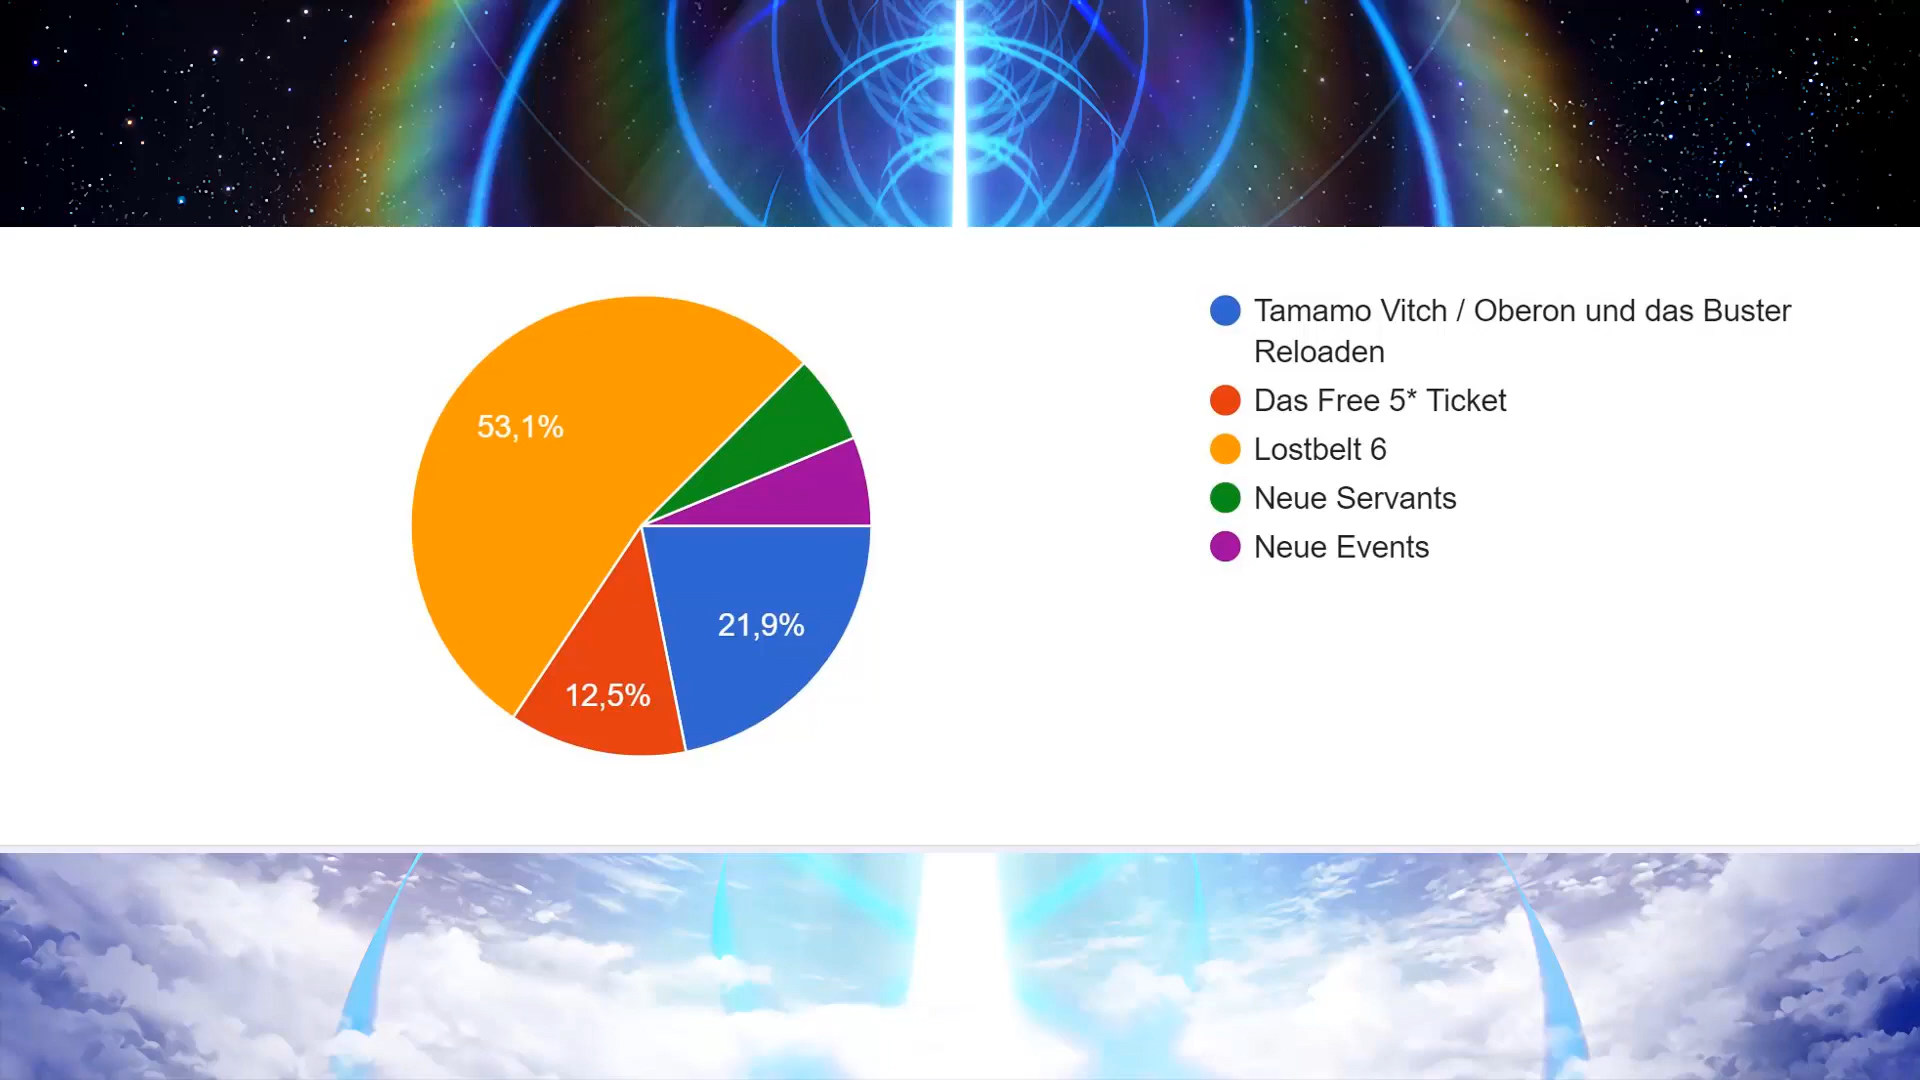 53,1%
21,9%
12,5%
Tamamo Vitch / Oberon und das Buster
Reloaden
Das Free 5* Ticket
Lostbelt 6
Neue Servants
Neue Events